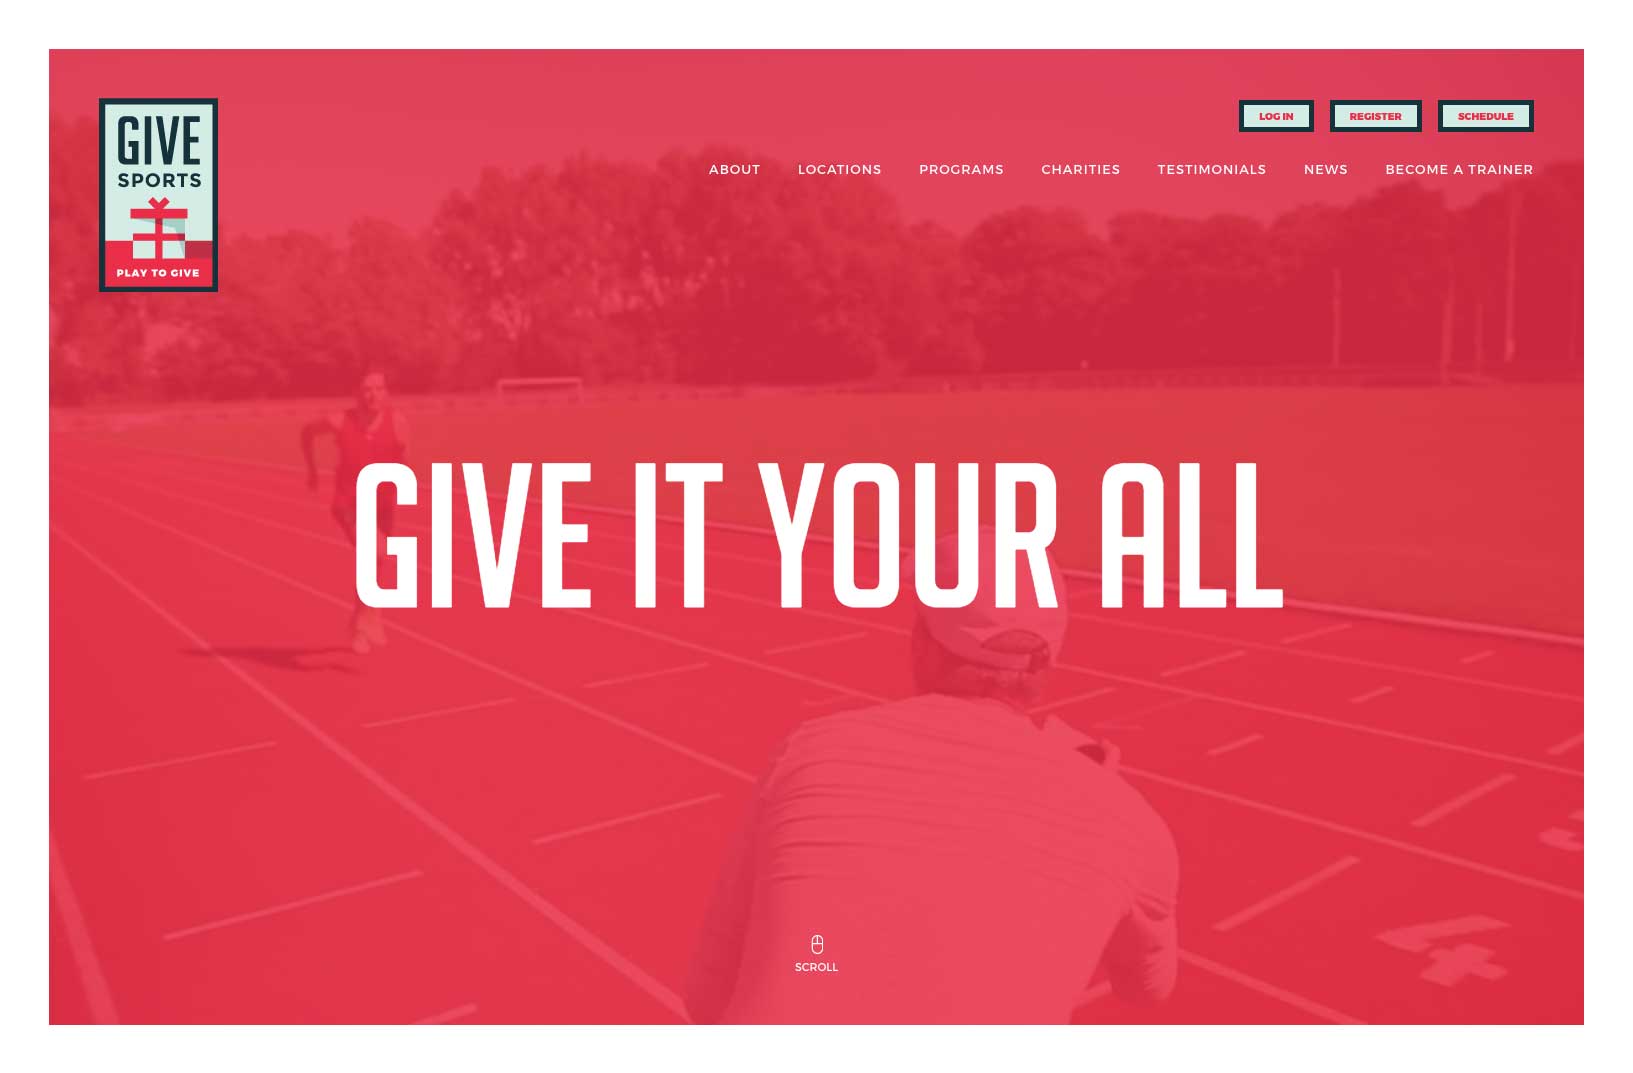 GIVE
SPORTS
PLAY TO GIVE
LOG IN REGISTER SCHEDULE
ABOUT LOCATIONS PROGRAMS CHARITIES TESTIMONIALS NEWS BECOME A TRAINER
GIVE IT YOUR ALL
4
SCROLL